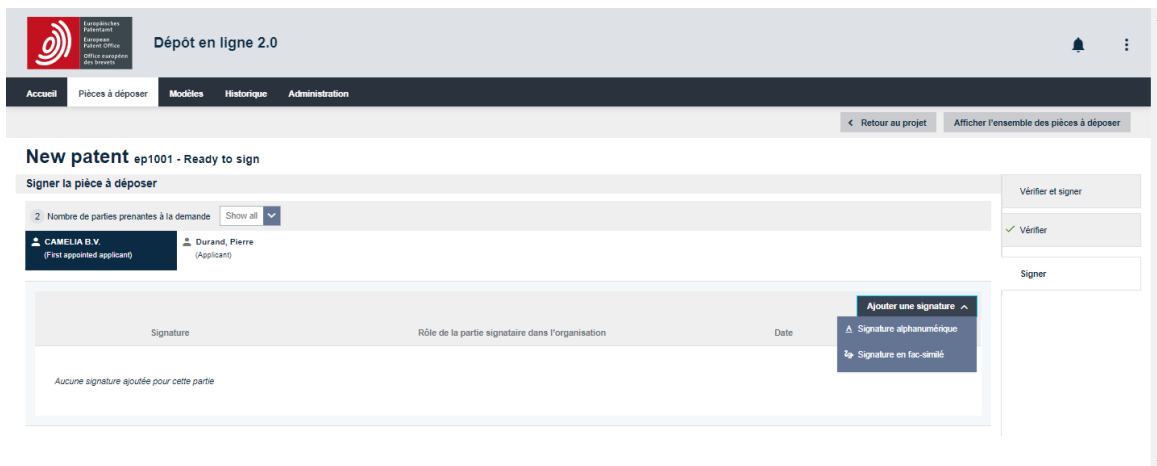 Europäisches
Patentamt
European
Patent Office
Office européen
des brevets
Dépôt en ligne 2.0
Accueil Pièces à déposer Modèles Historique Administration
Retour au projet Afficher l'ensemble des pièces à déposer
New patent ep1001 - Ready to sign
Signer la pièce à déposer
Vérifier et signer
2 Nombre de parties prenantes à la demande Show all
Vérifier
CAMELIA B.V. Durand, Pierre
(First appointed applicant) (Applicant)
Signer
Ajouter une signature
Signature Rôle de la partie signataire dans l'organisation Date
A Signature alphanumérique
Signature en fac-similé
Aucune signature ajoutée pour cette partie